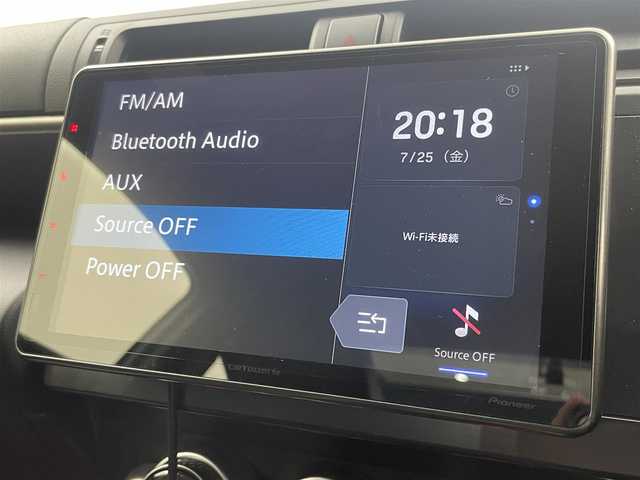 FM/AM
Bluetooth Audio
AUX
Source OFF
Power OFF
20:18
7/25（金）
Wi-Fi未接続
Source OFF
carrozzeria
Pioneer